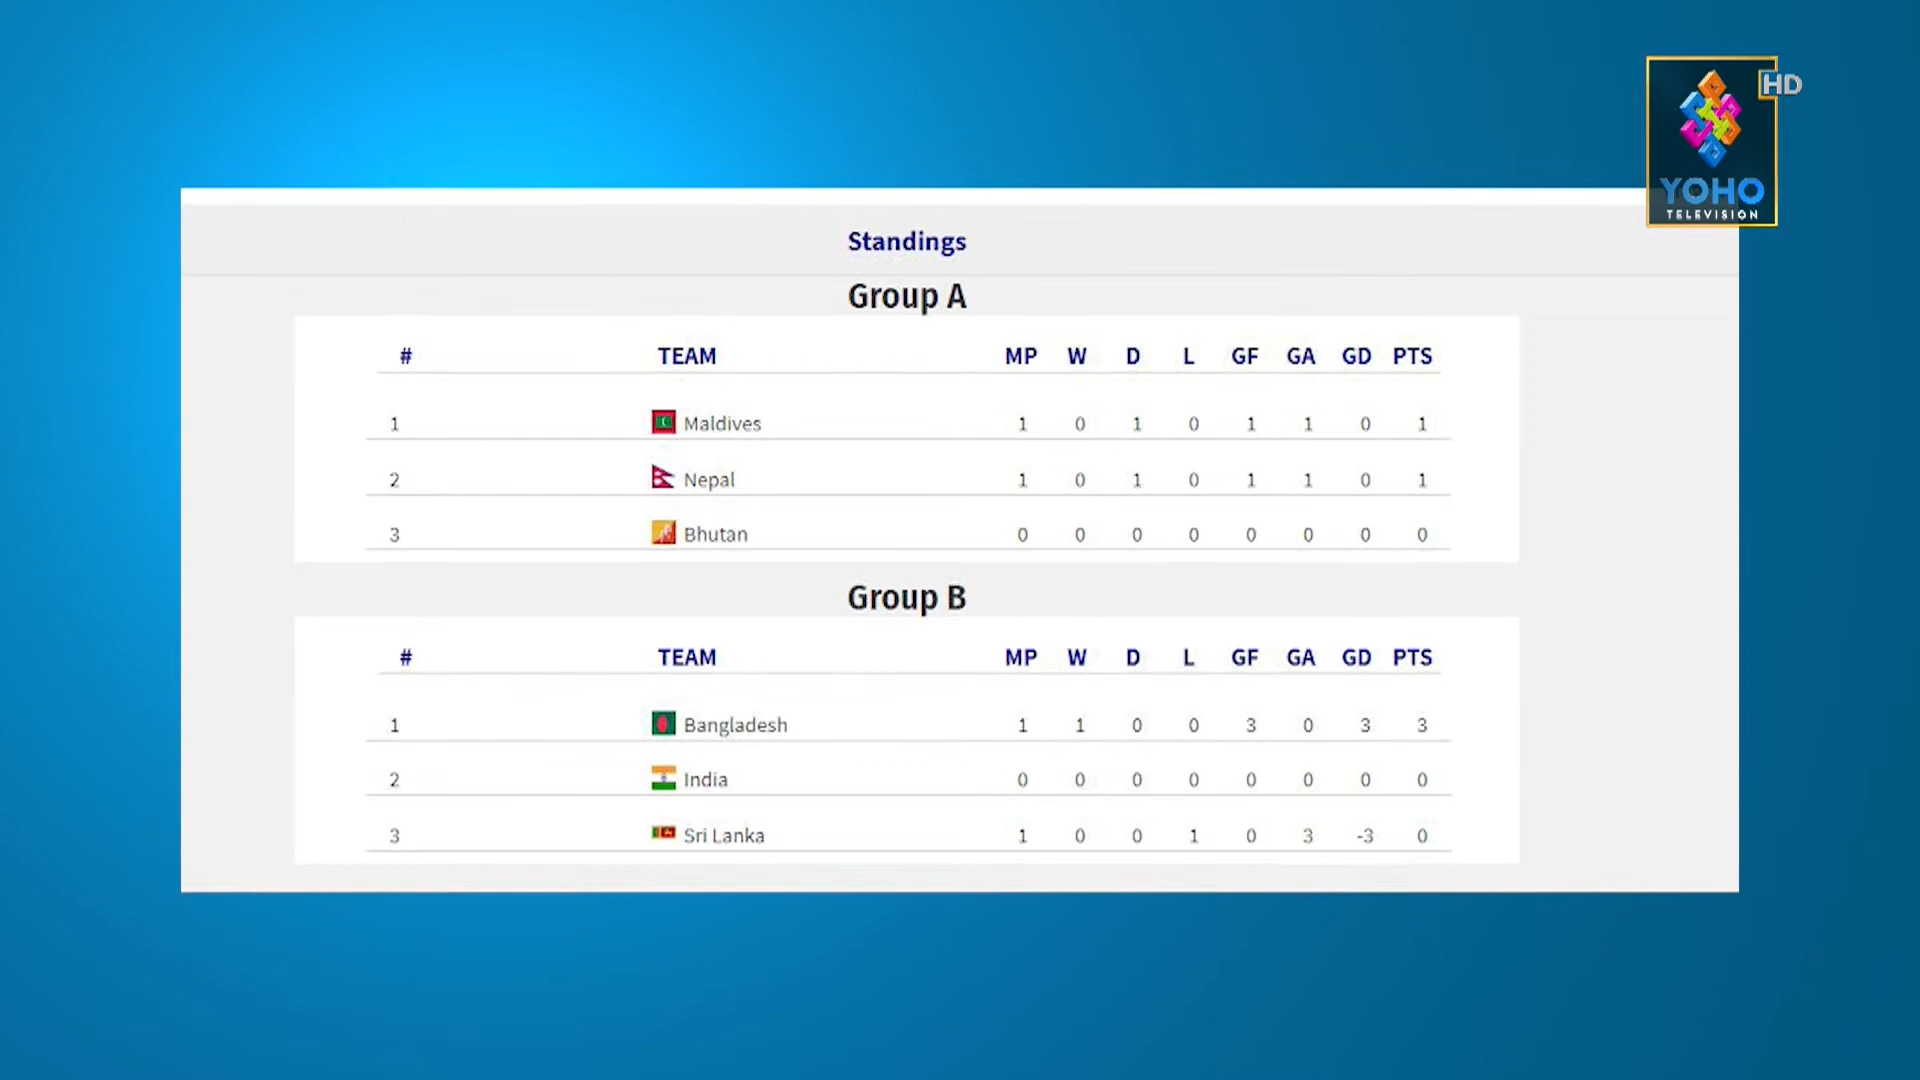 HD
YOHO
TELEVISION
Standings
Group A
# TEAM MP W D L GF GA GD PTS
1 Maldives 1 0 1 0 1 1 0 1
2 Nepal 1 0 1 0 1 1 0 1
3 Bhutan 0 0 0 0 0 0 0 0
Group B
# TEAM MP W D L GF GA GD PTS
1 Bangladesh 1 1 0 0 3 0 3 3
2 India 0 0 0 0 0 0 0 0
3 Sri Lanka 1 0 0 1 0 3 -3 0